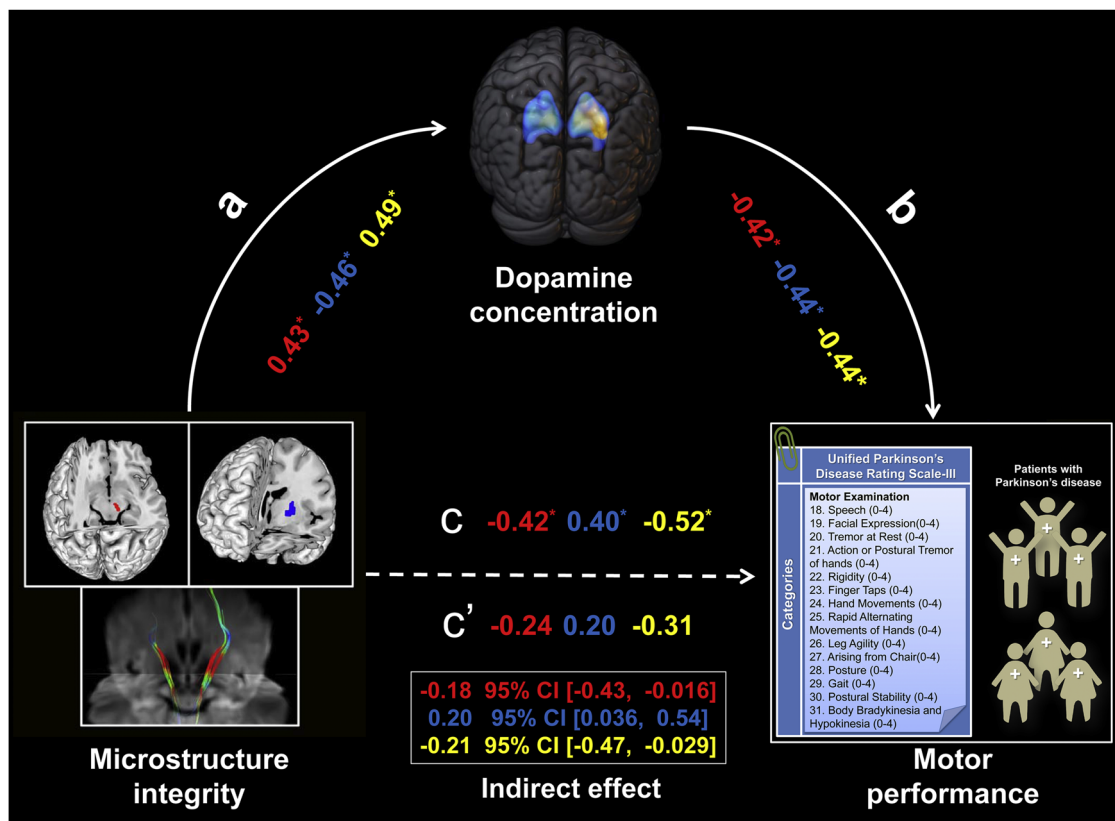 a
0.43* -0.46* 0.49*
Dopamine
concentration
b
-0.42* -0.44* -0.44*
C -0.42* 0.40* -0.52*
C’ -0.24 0.20 -0.31
-0.18 95% CI [-0.43, -0.016]
0.20 95% CI [0.036, 0.54]
-0.21 95% CI [-0.47, -0.029]
Indirect effect
Microstructure
integrity
Unified Parkinson’s
Disease Rating Scale-III
Categories
Motor Examination
18. Speech (0-4)
19. Facial Expression(0-4)
20. Tremor at Rest (0-4)
21. Action or Postural Tremor
of hands (0-4)
22. Rigidity (0-4)
23. Finger Taps (0-4)
24. Hand Movements (0-4)
25. Rapid Alternating
Movements of Hands (0-4)
26. Leg Agility (0-4)
27. Arising from Chair(0-4)
28. Posture (0-4)
29. Gait (0-4)
30. Postural Stability (0-4)
31. Body Bradykinesia and
Hypokinesia (0-4)
Patients with
Parkinson’s disease
Motor
performance